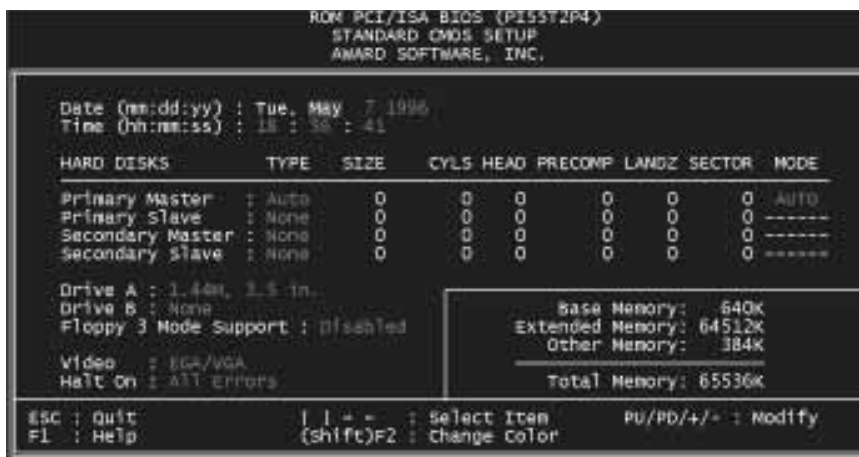 ROM PCI/ISA BIOS (PI55T2P4)
STANDARD CMOS SETUP
AWARD SOFTWARE, INC.
Date (mm:dd:yy) : Tue, May 7 1996
Time (hh:mm:ss) : 18 : 36 : 41
HARD DISKS TYPE SIZE CYLS HEAD PRECOMP LANDZ SECTOR MODE
Primary Master : Auto 0 0 0 0 0 0 AUTO
Primary Slave : None 0 0 0 0 0 0 ------
Secondary Master : None 0 0 0 0 0 0 ------
Secondary Slave : None 0 0 0 0 0 0 ------
Drive A : 1.44M, 3.5 in.
Drive B : None
Floppy 3 Mode Support : Disabled
Video : EGA/VGA
Halt On : All Errors
Base Memory: 640K
Extended Memory: 64512K
Other Memory: 384K
Total Memory: 65536K
ESC : Quit
F1 : Help
: Select Item
(Shift)F2 : Change Color
PU/PD/+/- : Modify